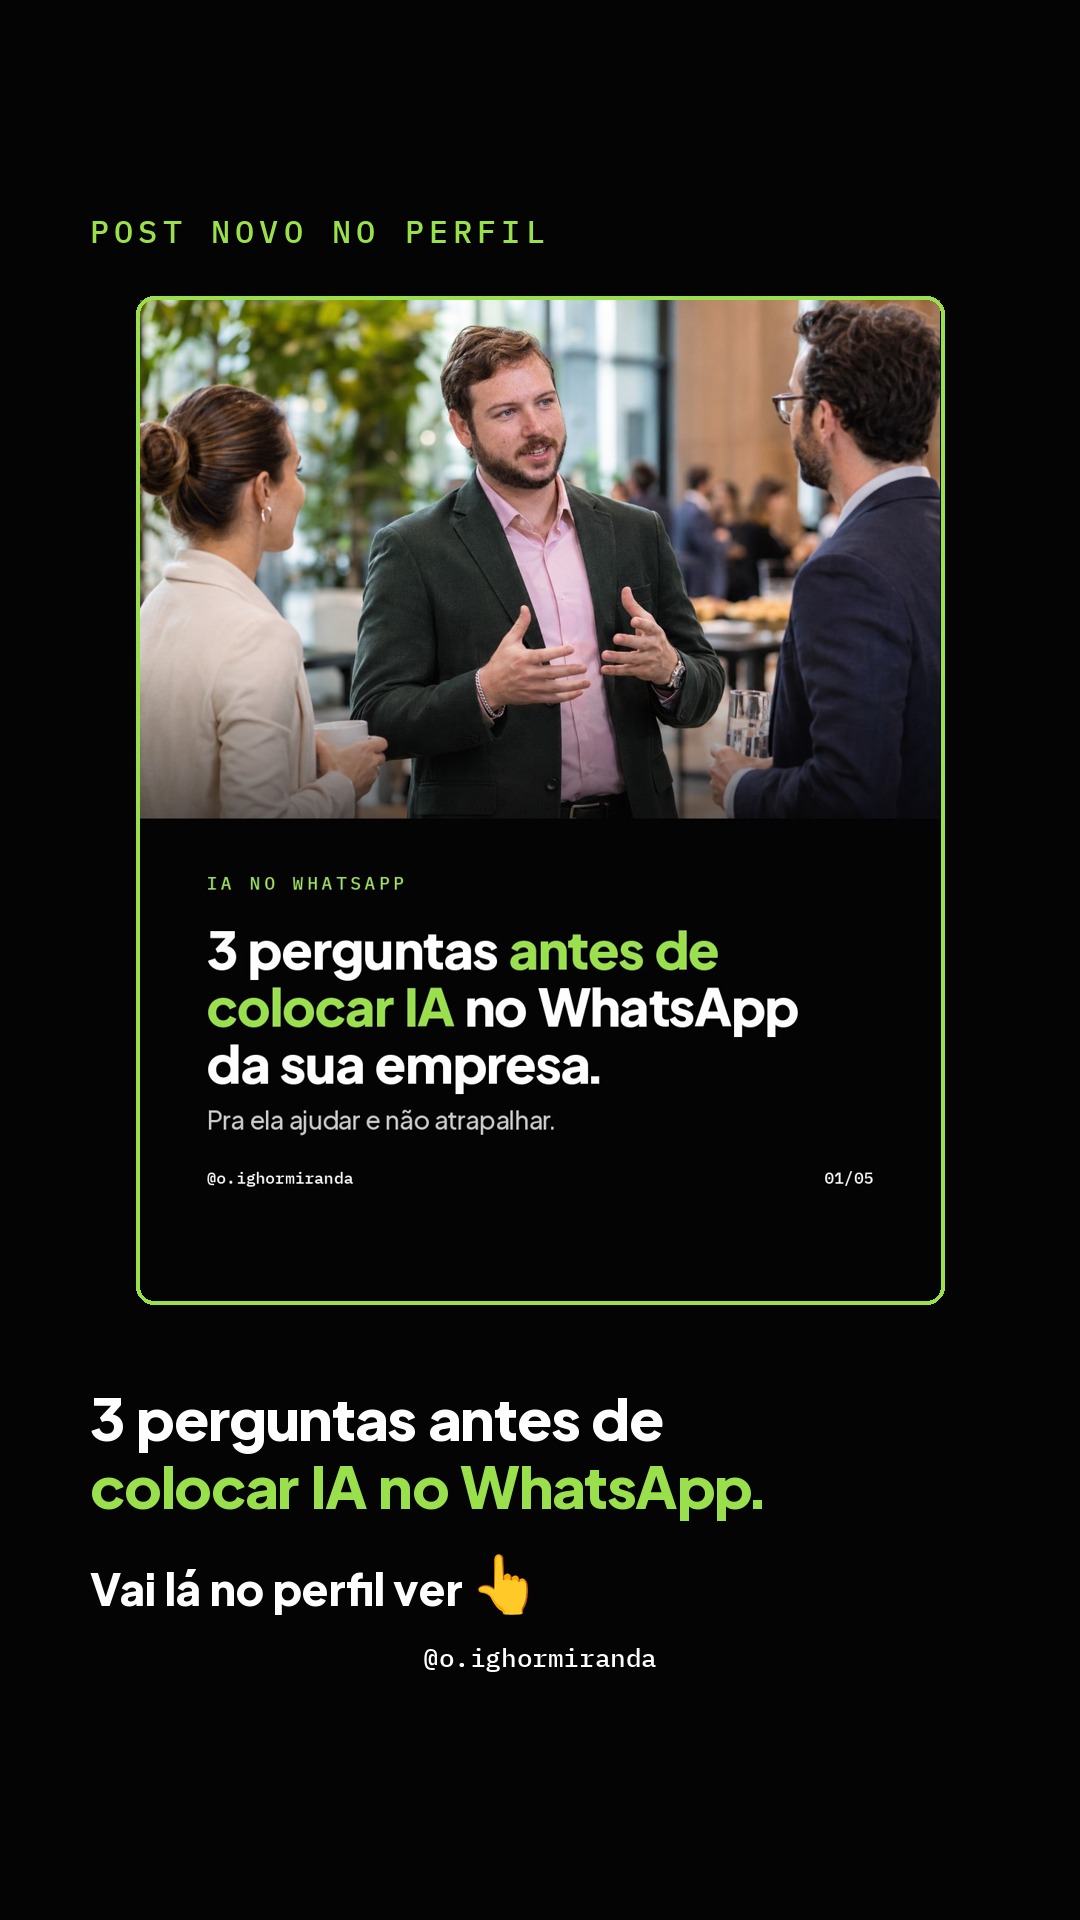 POST NOVO NO PERFIL
IA NO WHATSAPP
3 perguntas antes de
colocar IA no WhatsApp
da sua empresa.
Pra ela ajudar e não atrapalhar.
@o.ighormiranda 01/05
3 perguntas antes de
colocar IA no WhatsApp.
Vai lá no perfil ver 👆
@o.ighormiranda